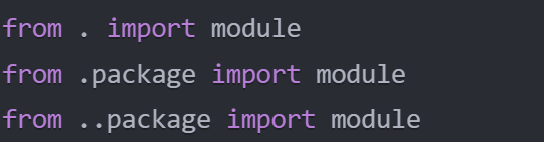 from . import module
from .package import module
from ..package import module